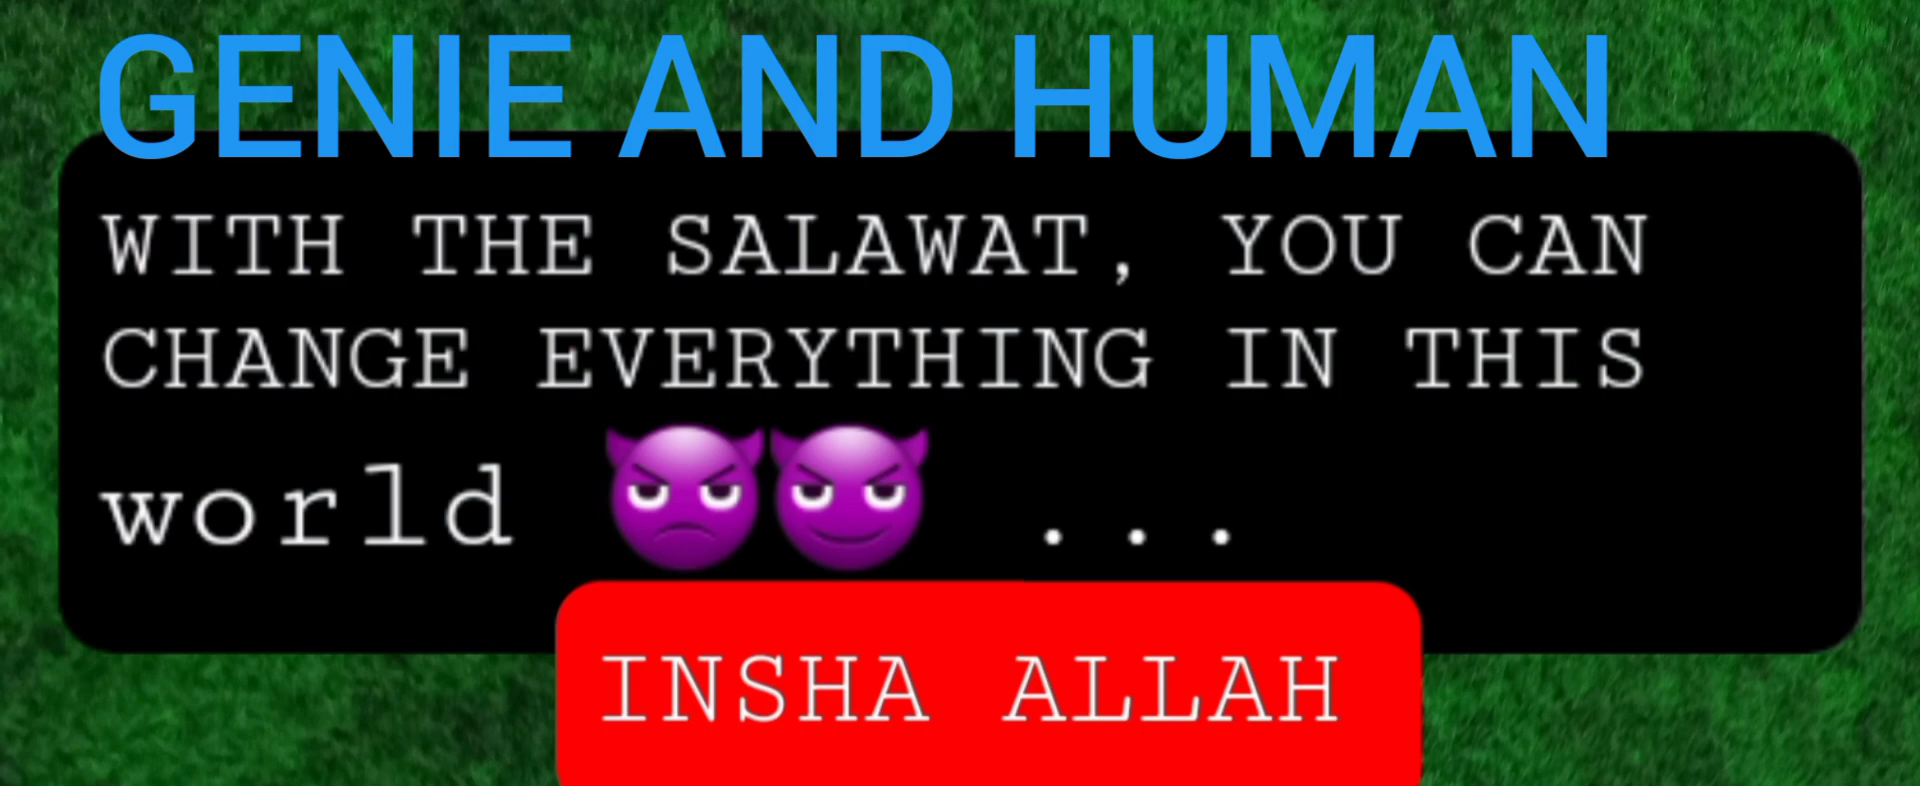 GENIE AND HUMAN
WITH THE SALAWAT, YOU CAN
CHANGE EVERYTHING IN THIS
world 👿😈 ...
INSHA ALLAH